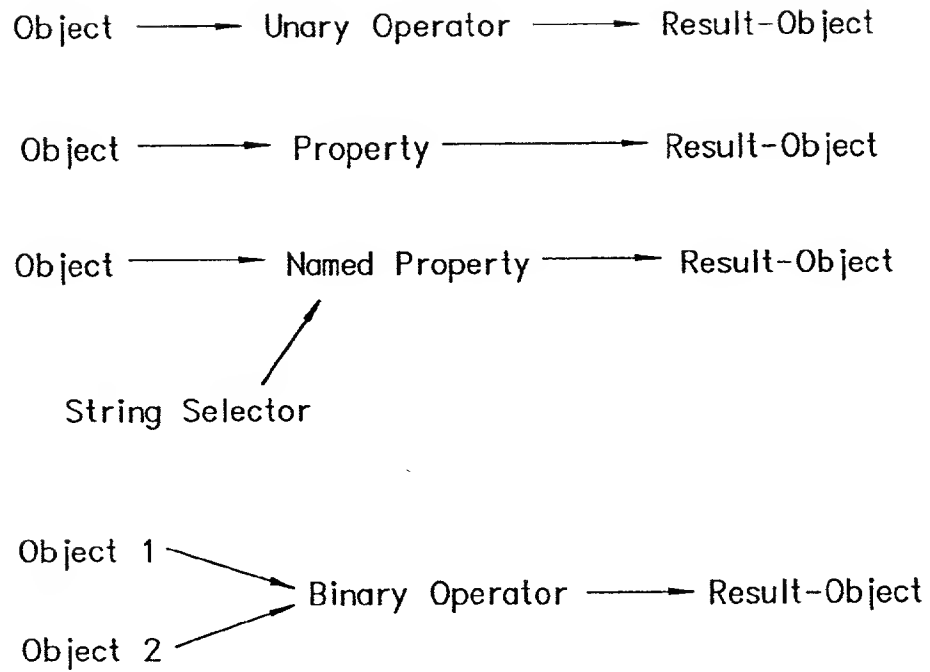 Object Unary Operator Result-Object
Object Property Result-Object
Object Named Property Result-Object
String Selector
Object 1
Binary Operator Result-Object
Object 2